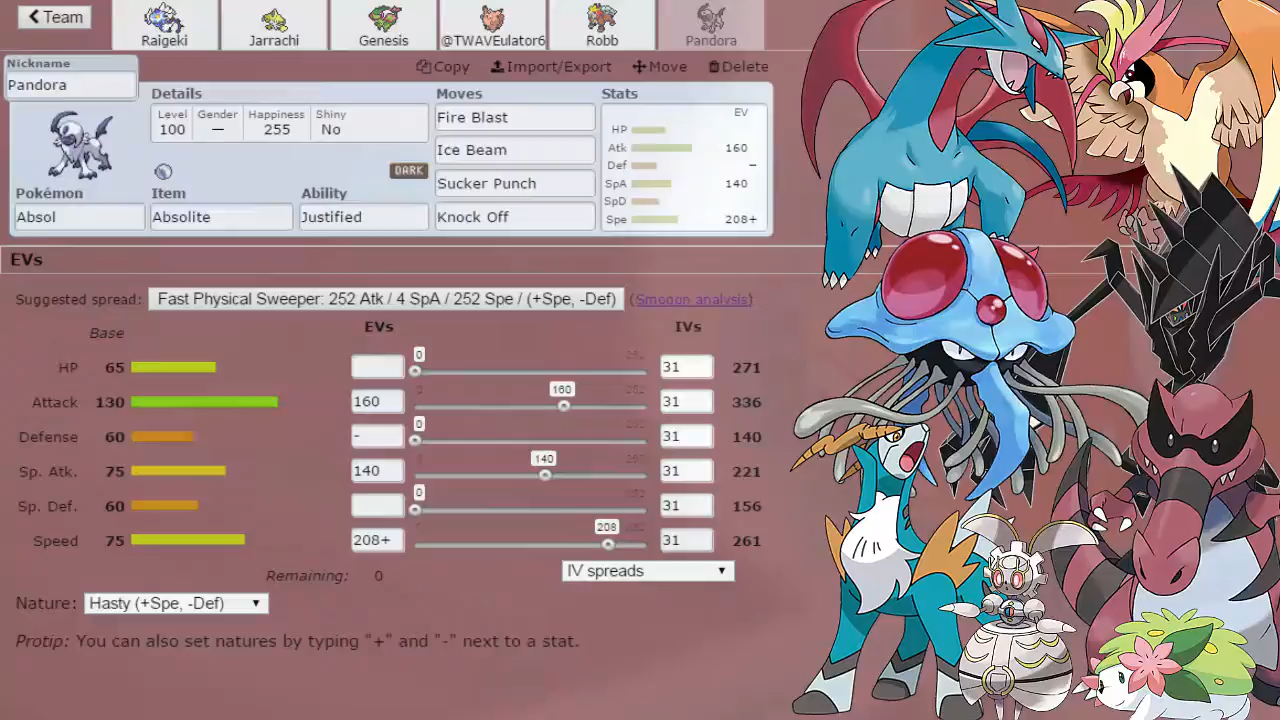 Team
Raigeki
Jarrachi
Genesis
@TWAVEulator6
Robb
Pandora
Nickname
Pandora
Copy
Import/Export
Move
Delete
Details
Level
100
Gender
—
Happiness
255
Shiny
No
DARK
Pokémon
Absol
Item
Absolite
Ability
Justified
Moves
Fire Blast
Ice Beam
Sucker Punch
Knock Off
Stats
EV
HP
Atk 160
Def –
SpA 140
SpD
Spe 208+
EVs
Suggested spread: Fast Physical Sweeper: 252 Atk / 4 SpA / 252 Spe / (+Spe, -Def) (Smogon analysis)
Base EVs IVs
HP 65 0 252 31 271
Attack 130 160 0 160 252 31 336
Defense 60 - 0 31 140
Sp. Atk. 75 140 0 140 252 31 221
Sp. Def. 60 0 31 156
Speed 75 208+ 208 31 261
Remaining: 0
IV spreads
Nature: Hasty (+Spe, -Def)
Protip: You can also set natures by typing "+" and "-" next to a stat.